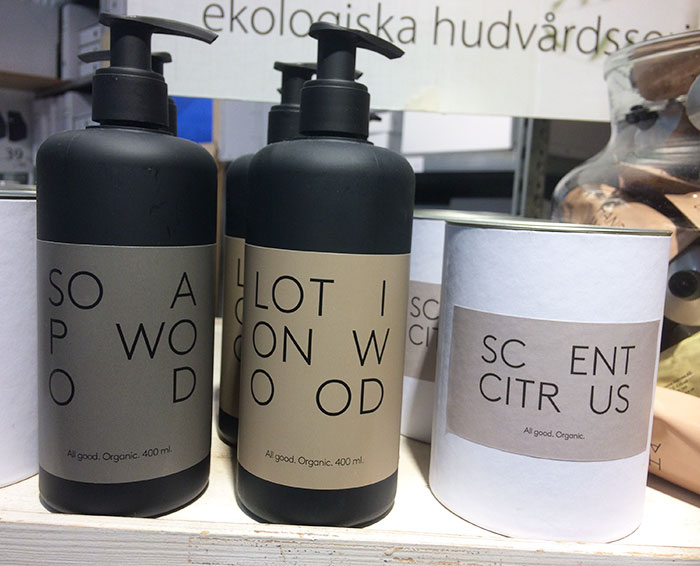 ekologiska hudvårdsse
39
SO A
P WO
O D
All good. Organic. 400 ml.
LOT I
ON W
O OD
All good. Organic. 400 ml.
SC
CIT
SC ENT
CITR US
All good. Organic.